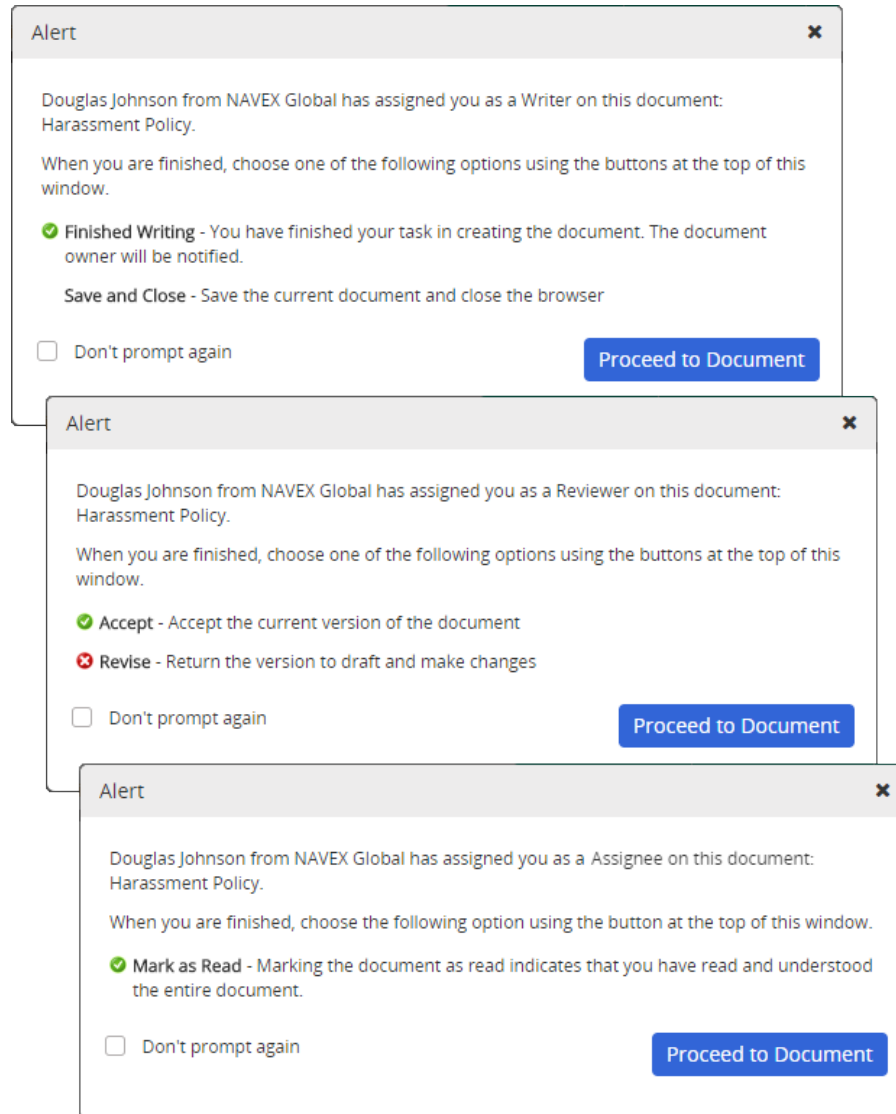 Alert
Douglas Johnson from NAVEX Global has assigned you as a Writer on this document:
Harassment Policy.
When you are finished, choose one of the following options using the buttons at the top of this
window.
Finished Writing - You have finished your task in creating the document. The document
owner will be notified.
Save and Close - Save the current document and close the browser
Don't prompt again
Proceed to Document
Alert
Douglas Johnson from NAVEX Global has assigned you as a Reviewer on this document:
Harassment Policy.
When you are finished, choose one of the following options using the buttons at the top of this
window.
Accept - Accept the current version of the document
Revise - Return the version to draft and make changes
Don't prompt again
Proceed to Document
Alert
Douglas Johnson from NAVEX Global has assigned you as a Assignee on this document:
Harassment Policy.
When you are finished, choose the following option using the button at the top of this window.
Mark as Read - Marking the document as read indicates that you have read and understood
the entire document.
Don't prompt again
Proceed to Document